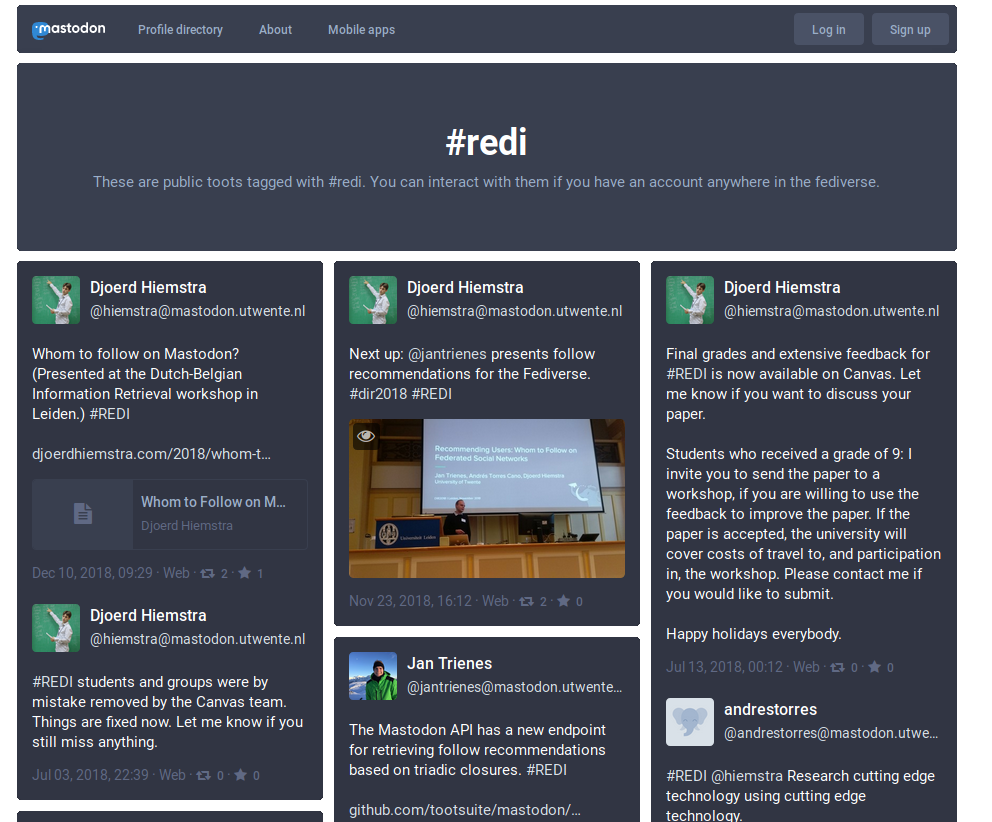 mastodon
Profile directory
About
Mobile apps
Log in
Sign up
#redi
These are public toots tagged with #redi. You can interact with them if you have an account anywhere in the fediverse.
Djoerd Hiemstra
@hiemstra@mastodon.utwente.nl
Whom to follow on Mastodon?
(Presented at the Dutch-Belgian
Information Retrieval workshop in
Leiden.) #REDI
djoerdhiemstra.com/2018/whom-t…
Whom to Follow on M…
Djoerd Hiemstra
Dec 10, 2018, 09:29 · Web · 2 · 1
Djoerd Hiemstra
@hiemstra@mastodon.utwente.nl
#REDI students and groups were by
mistake removed by the Canvas team.
Things are fixed now. Let me know if you
still miss anything.
Jul 03, 2018, 22:39 · Web · 0 · 0
Djoerd Hiemstra
@hiemstra@mastodon.utwente.nl
Next up: @jantrienes presents follow
recommendations for the Fediverse.
#dir2018 #REDI
Recommending Users: Whom to Follow on
Federated Social Networks
Jan Trienes, Andrés Torres Cano, Djoerd Hiemstra
University of Twente
Universiteit Leiden
Nov 23, 2018, 16:12 · Web · 2 · 0
Jan Trienes
@jantrienes@mastodon.utwente…
The Mastodon API has a new endpoint
for retrieving follow recommendations
based on triadic closures. #REDI
github.com/tootsuite/mastodon/…
Djoerd Hiemstra
@hiemstra@mastodon.utwente.nl
Final grades and extensive feedback for
#REDI is now available on Canvas. Let
me know if you want to discuss your
paper.
Students who received a grade of 9: I
invite you to send the paper to a
workshop, if you are willing to use the
feedback to improve the paper. If the
paper is accepted, the university will
cover costs of travel to, and participation
in, the workshop. Please contact me if
you would like to submit.
Happy holidays everybody.
Jul 13, 2018, 00:12 · Web · 0 · 0
andrestorres
@andrestorres@mastodon.utwe…
#REDI @hiemstra Research cutting edge
technology using cutting edge
technology.